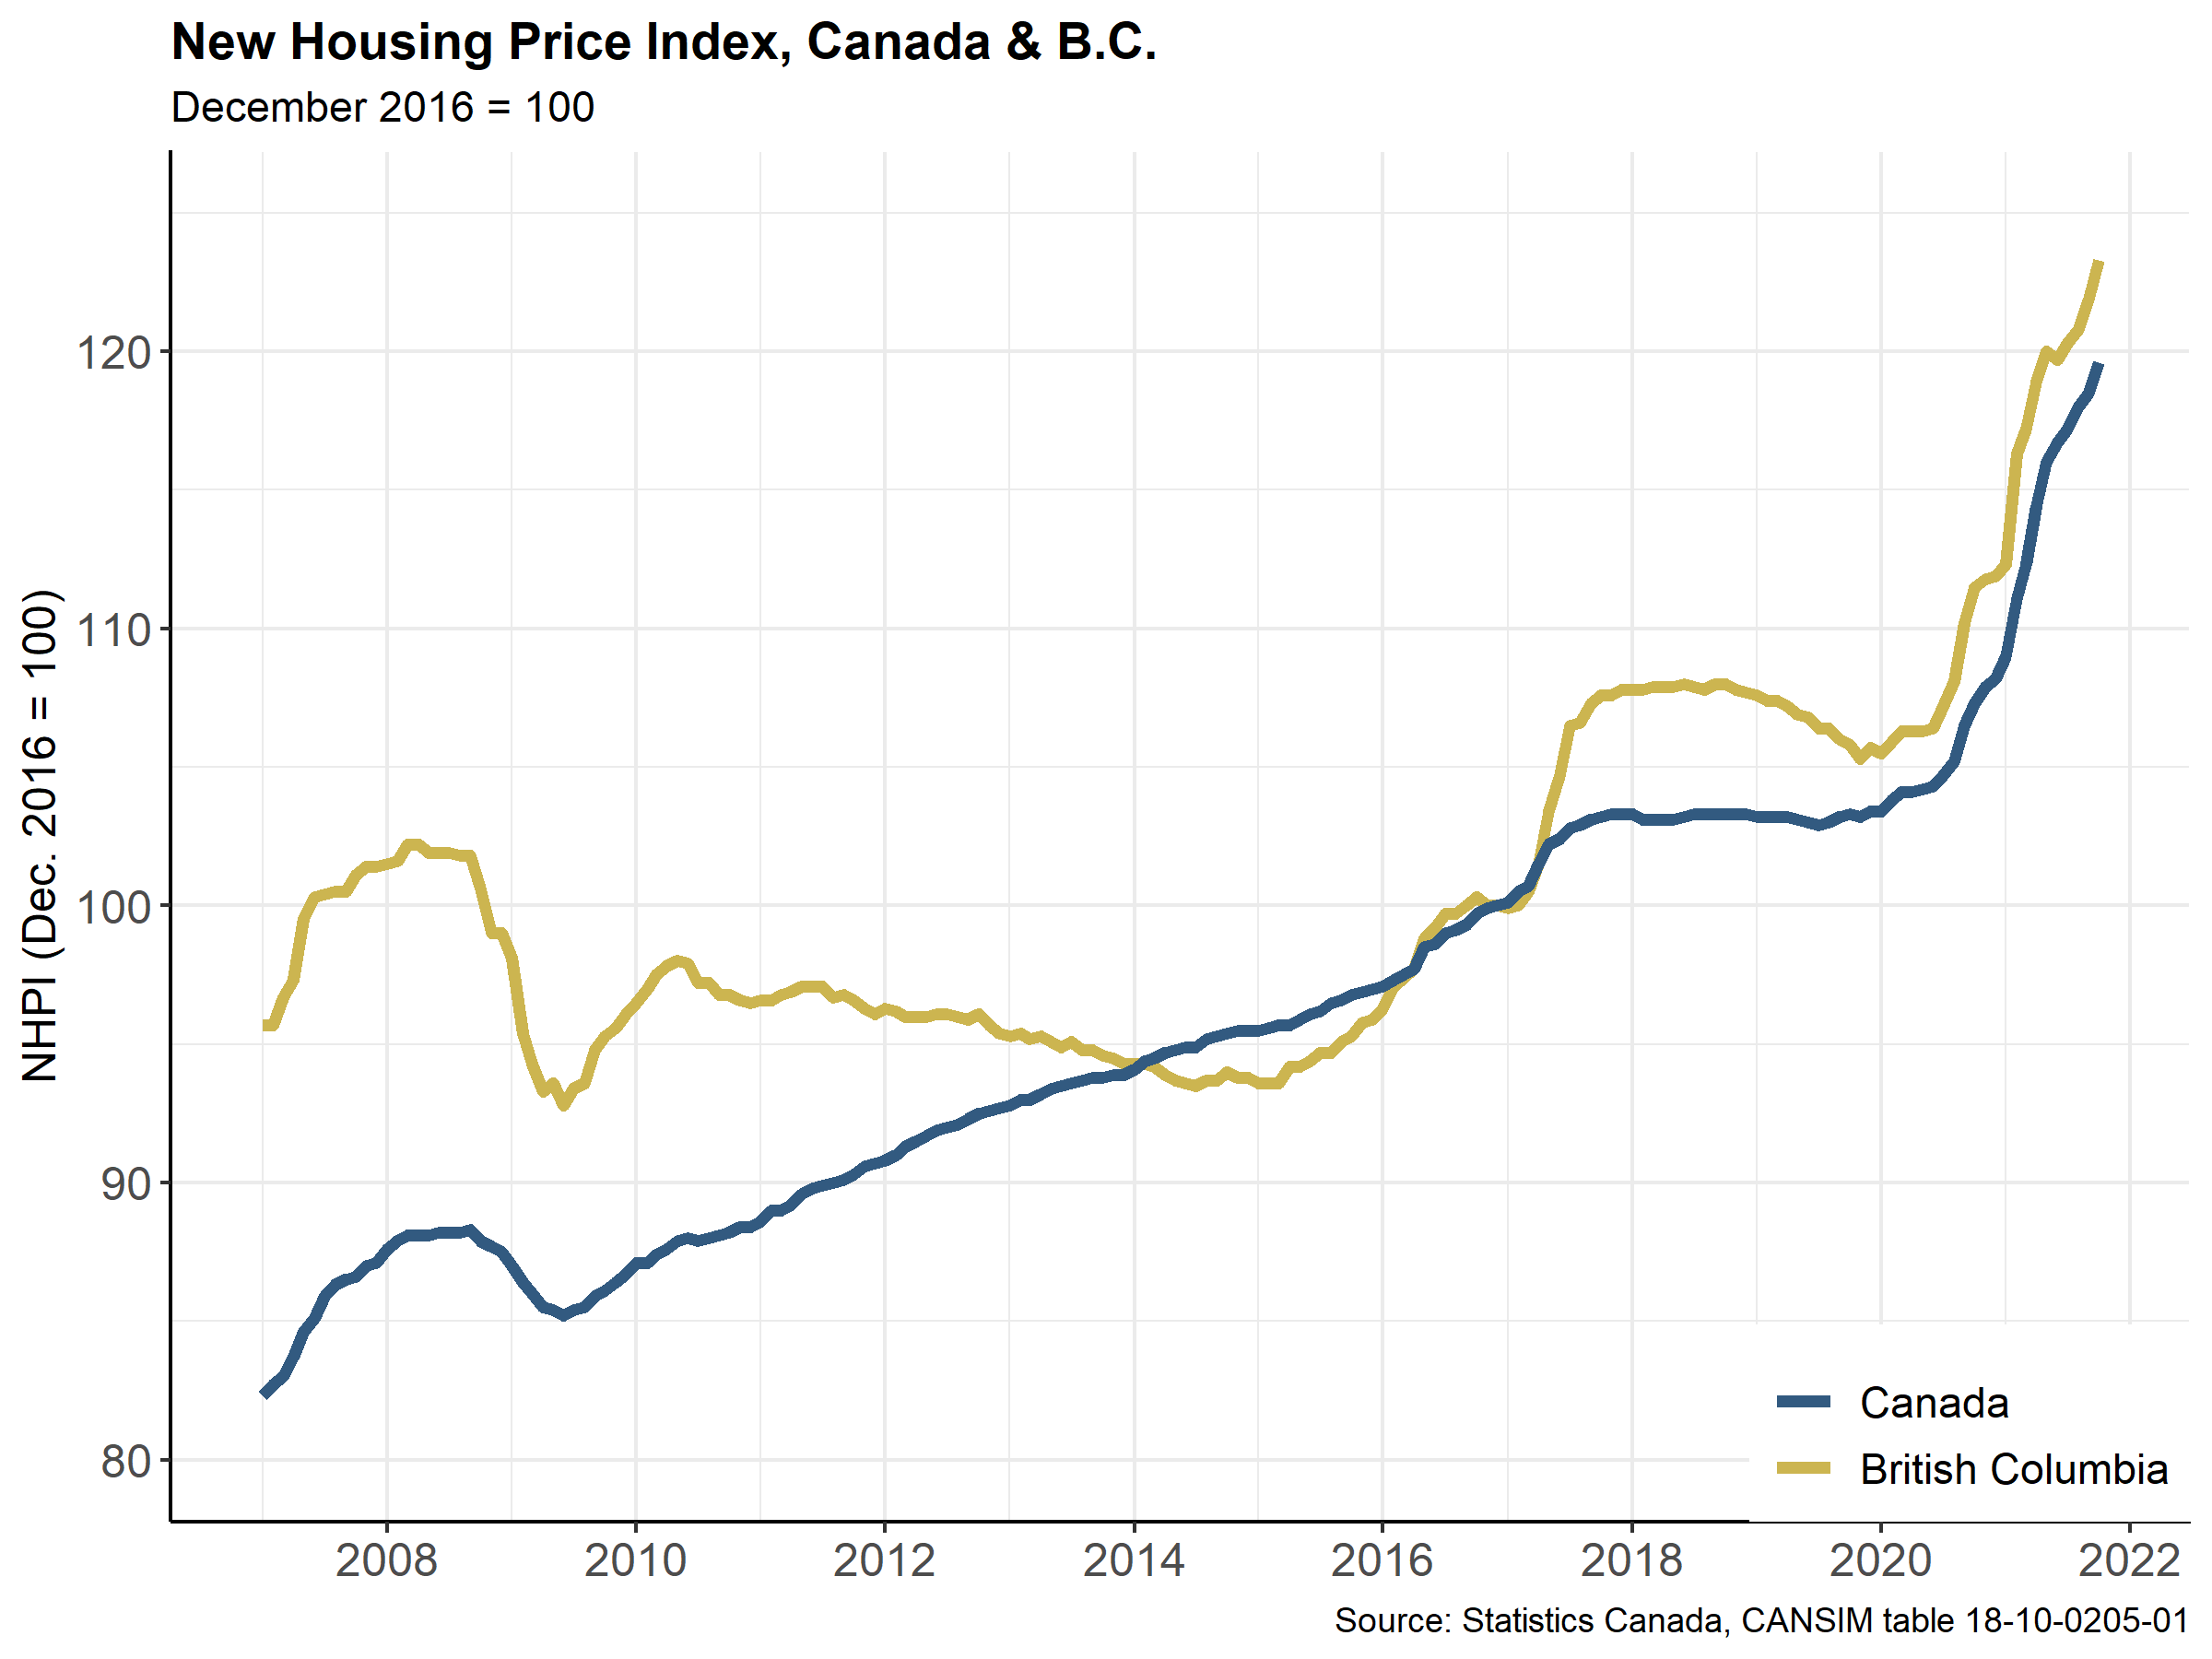 New Housing Price Index, Canada & B.C.
December 2016 = 100
NHPI (Dec. 2016 = 100)
120
110
100
90
80
Canada
British Columbia
2008 2010 2012 2014 2016 2018 2020 2022
Source: Statistics Canada, CANSIM table 18-10-0205-01